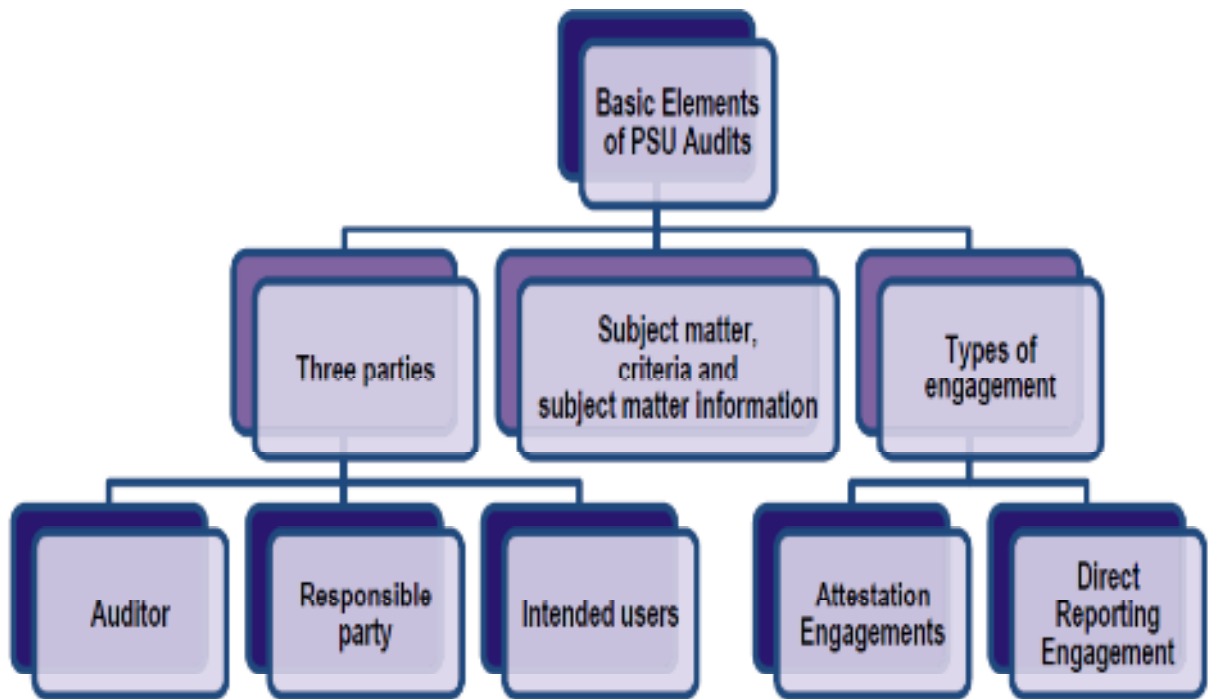 Basic Elements
of PSU Audits
Three parties
Subject matter,
criteria and
subject matter information
Types of
engagement
Auditor
Responsible
party
Intended users
Attestation
Engagements
Direct
Reporting
Engagement